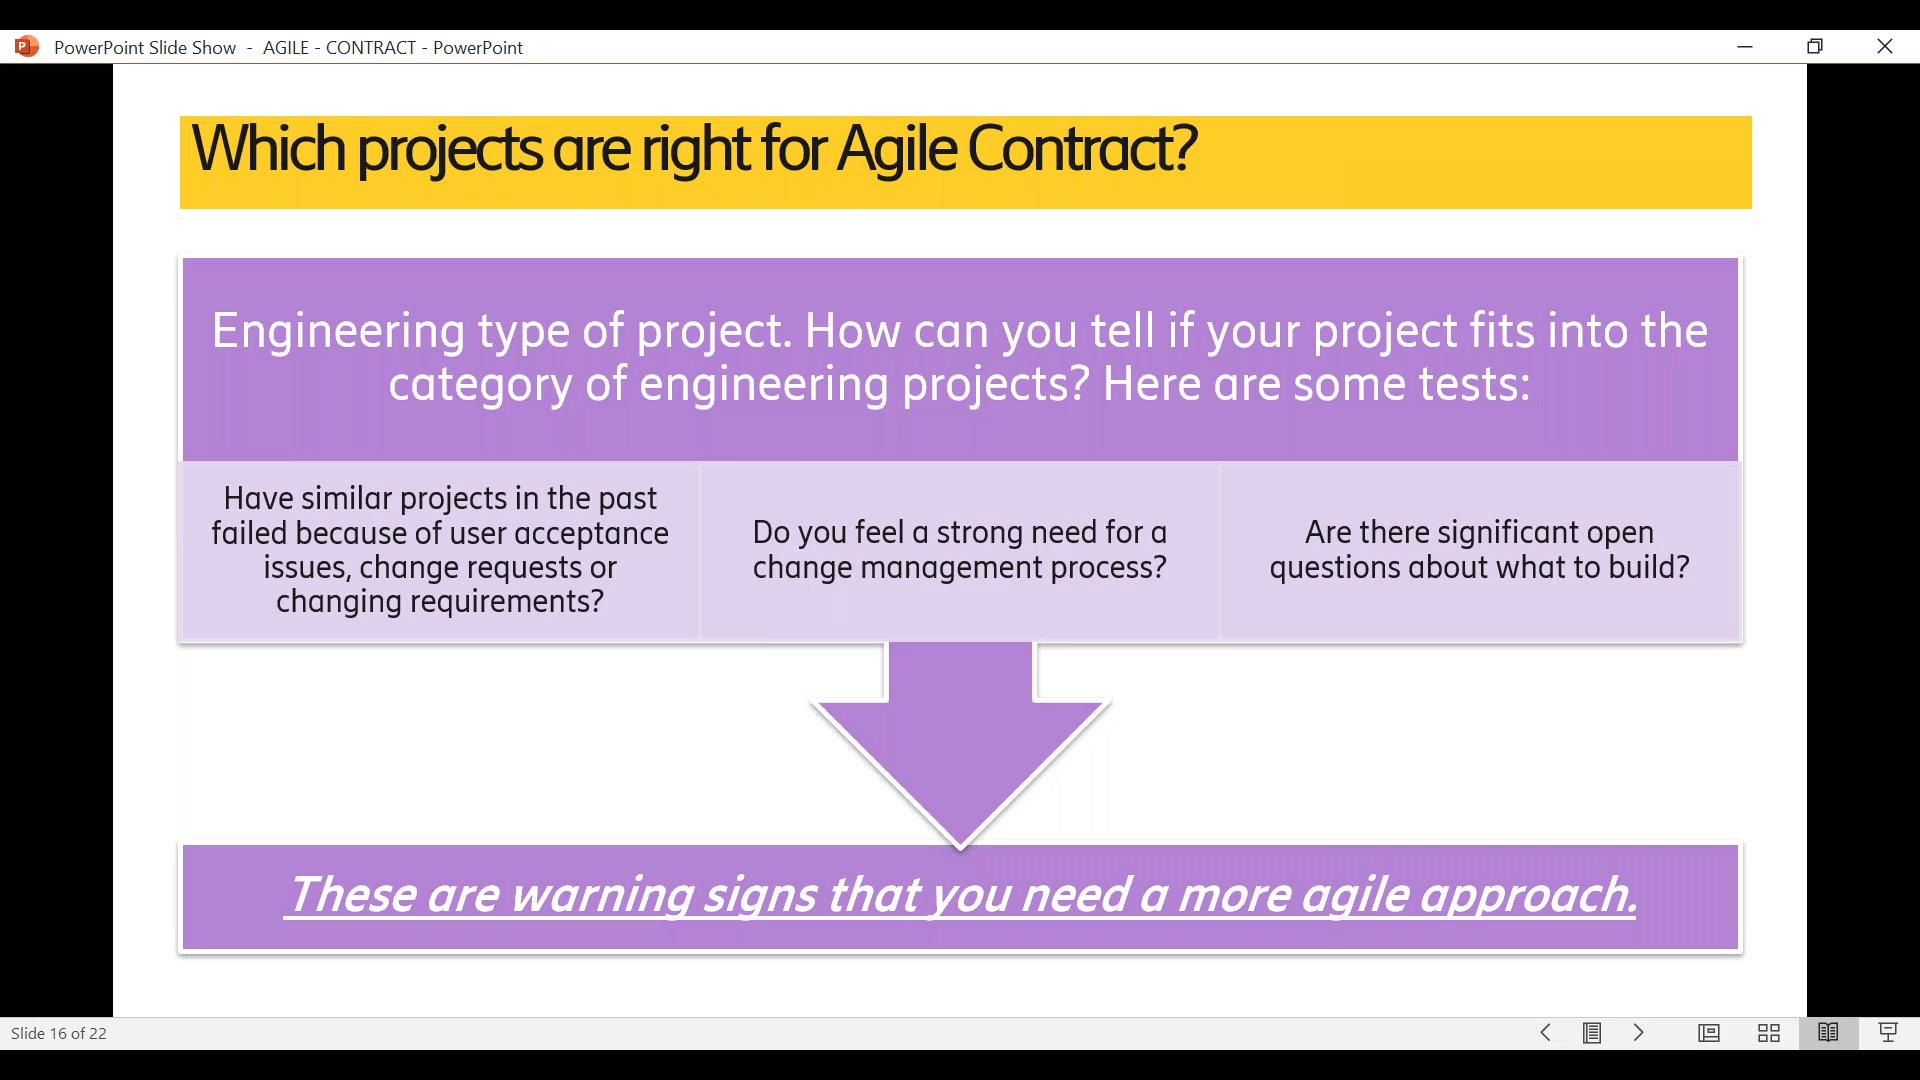 PowerPoint Slide Show - AGILE - CONTRACT - PowerPoint
Which projects are right for Agile Contract?
Engineering type of project. How can you tell if your project fits into the
category of engineering projects? Here are some tests:
Have similar projects in the past
failed because of user acceptance
issues, change requests or
changing requirements?
Do you feel a strong need for a
change management process?
Are there significant open
questions about what to build?
These are warning signs that you need a more agile approach.
Slide 16 of 22